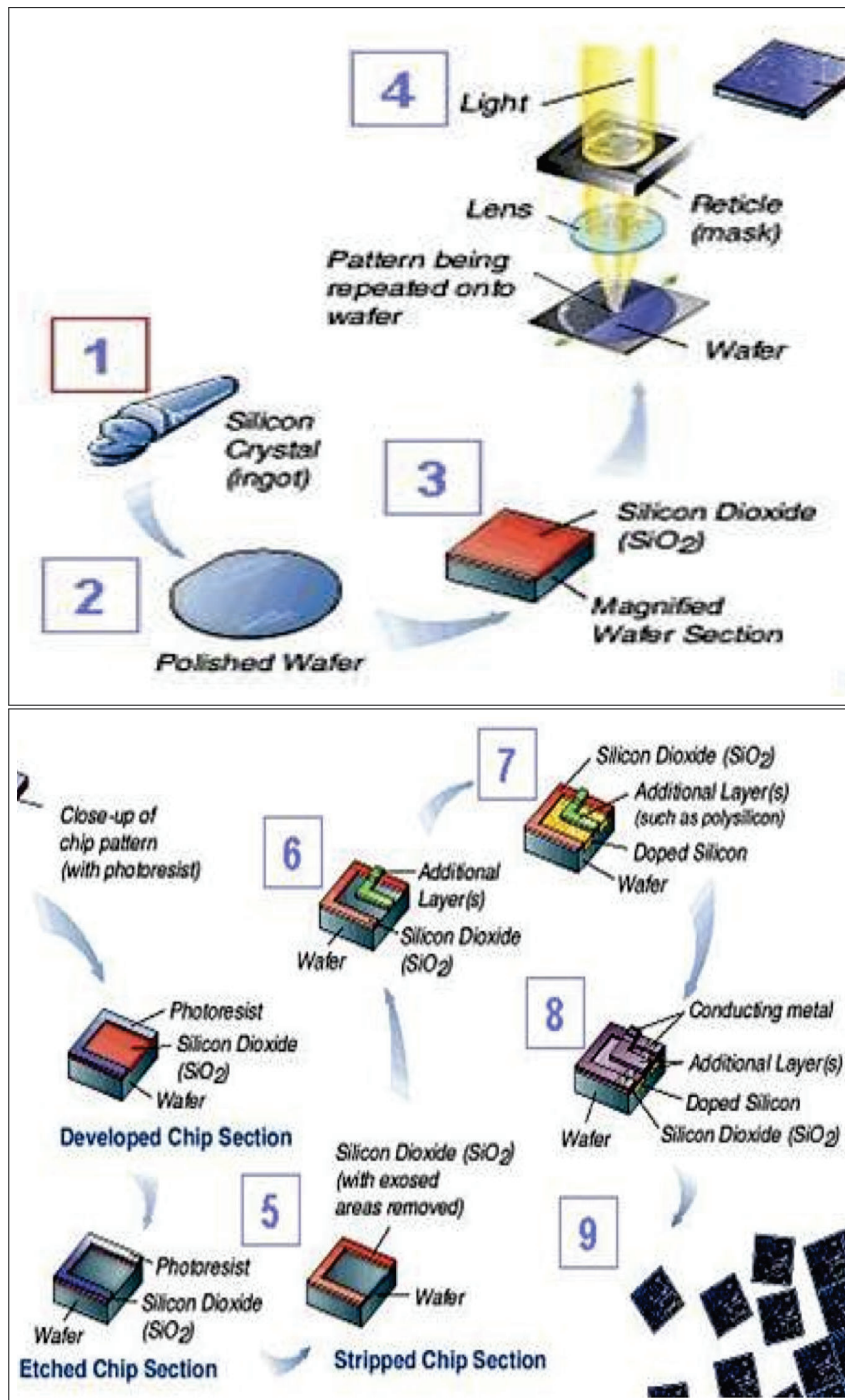 4
Light
Reticle
(mask)
Lens
Pattern being
repeated onto
wafer
Wafer
1
Silicon
Crystal
(ingot)
3
Silicon Dioxide
(SiO2)
2
Magnified
Wafer Section
Polished Wafer
7
Silicon Dioxide (SiO2)
Additional Layer(s)
(such as polysilicon)
Doped Silicon
Wafer
Close-up of
chip pattern
(with photoresist)
6
Additional
Layer(s)
Silicon Dioxide
(SiO2)
Wafer
Photoresist
Silicon Dioxide
(SiO2)
Wafer
Developed Chip Section
8
Conducting metal
Additional Layer(s)
Doped Silicon
Silicon Dioxide (SiO2)
Wafer
5
Silicon Dioxide (SiO2)
(with exosed
areas removed)
Wafer
Stripped Chip Section
Photoresist
Silicon Dioxide
(SiO2)
Wafer
Etched Chip Section
9